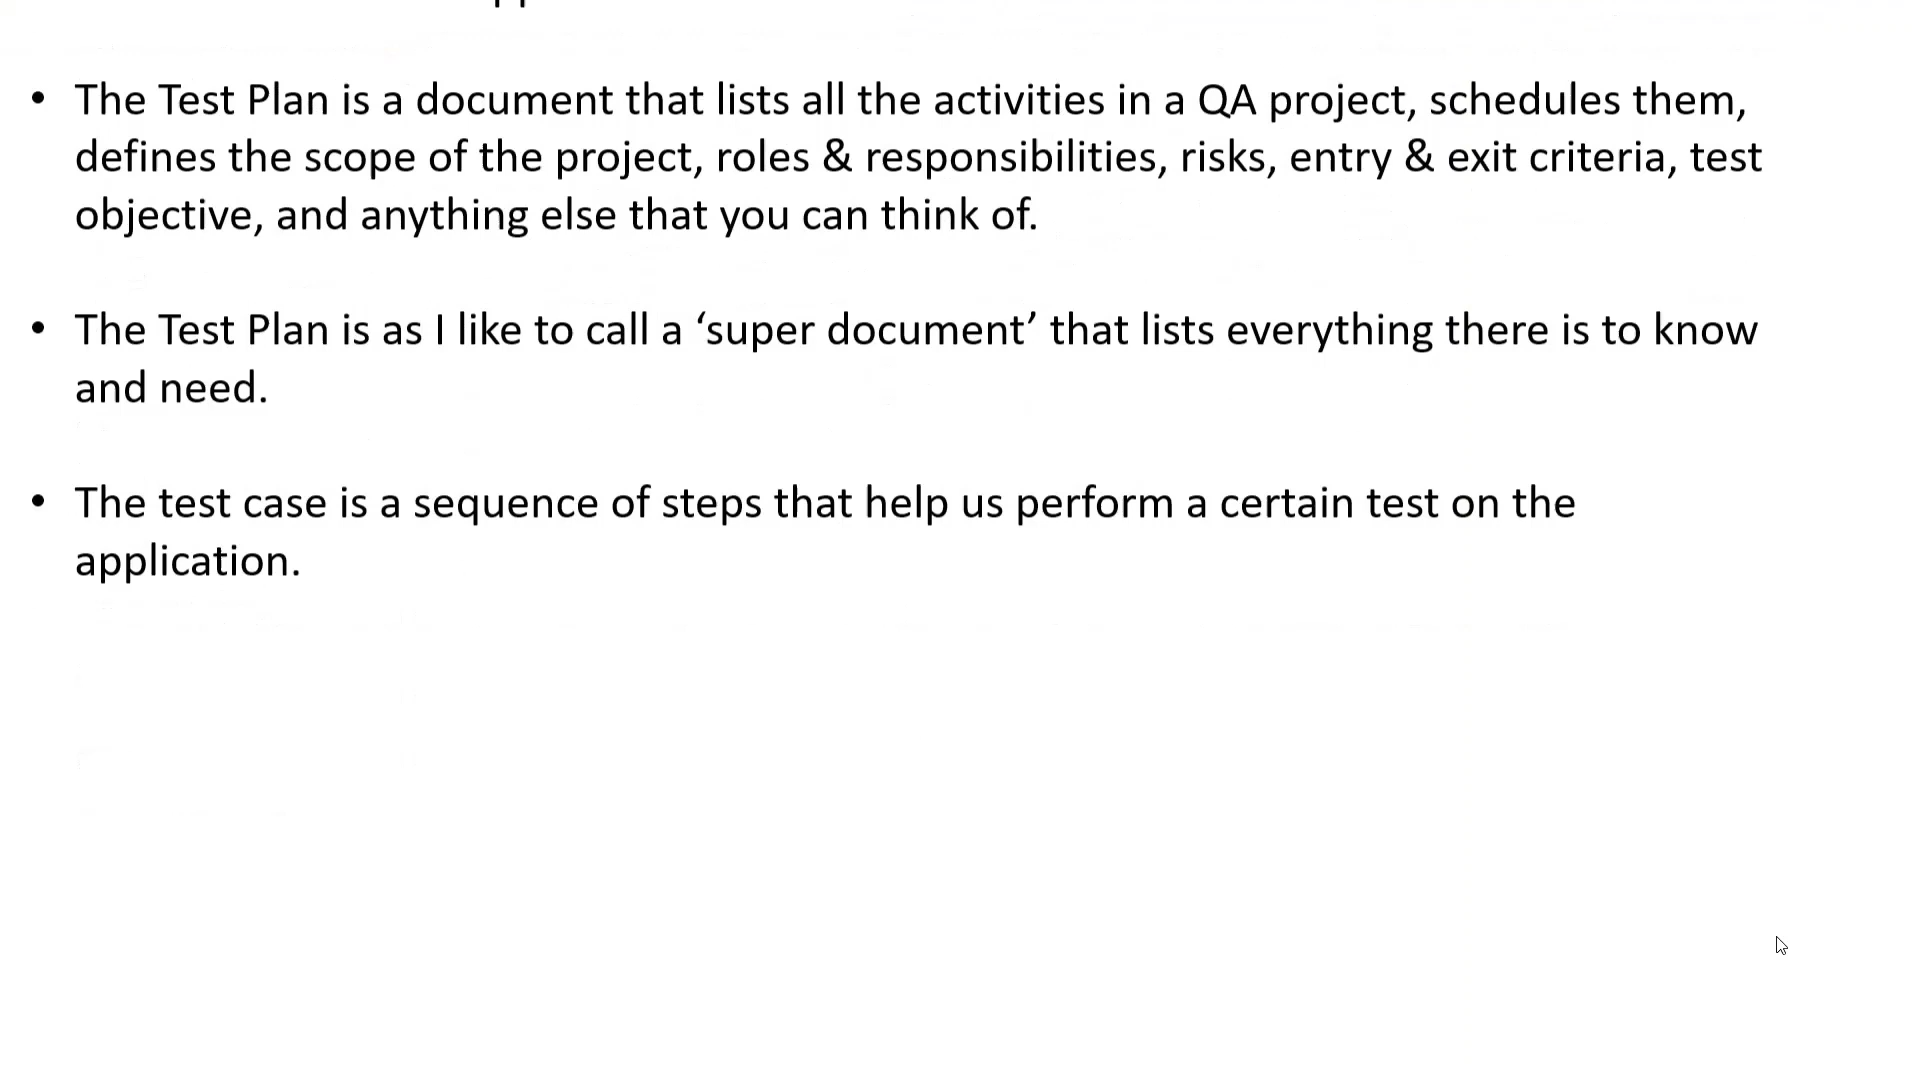 • The Test Plan is a document that lists all the activities in a QA project, schedules them,
defines the scope of the project, roles & responsibilities, risks, entry & exit criteria, test
objective, and anything else that you can think of.
• The Test Plan is as I like to call a ‘super document’ that lists everything there is to know
and need.
• The test case is a sequence of steps that help us perform a certain test on the
application.